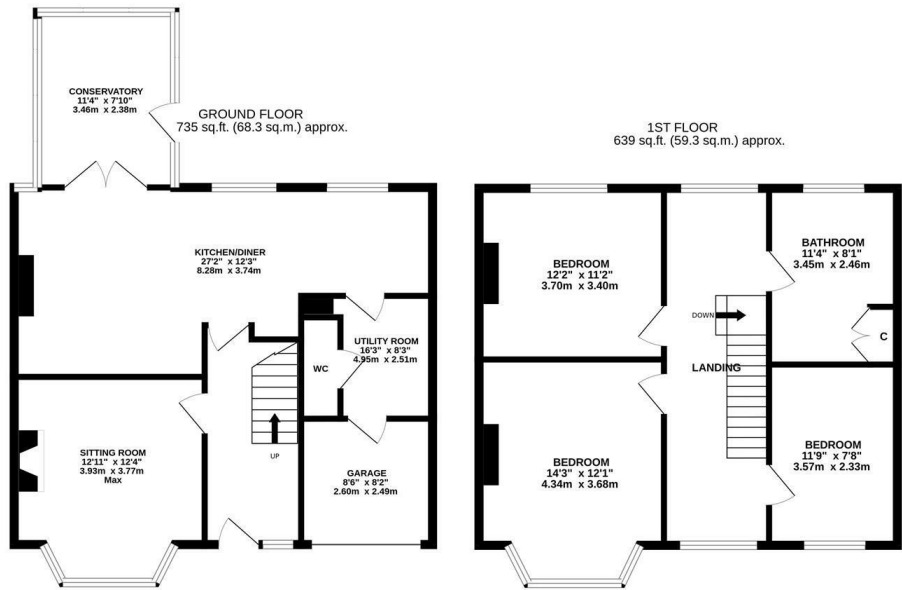 CONSERVATORY
11'4" x 7'10"
3.46m x 2.38m
GROUND FLOOR
735 sq.ft. (68.3 sq.m.) approx.
KITCHEN/DINER
27'2" x 12'3"
8.28m x 3.74m
UTILITY ROOM
16'3" x 8'3"
4.95m x 2.51m
WC
SITTING ROOM
12'11" x 12'4"
3.93m x 3.77m
Max
UP
GARAGE
8'6" x 8'2"
2.60m x 2.49m
1ST FLOOR
639 sq.ft. (59.3 sq.m.) approx.
BEDROOM
12'2" x 11'2"
3.70m x 3.40m
BATHROOM
11'4" x 8'1"
3.45m x 2.46m
DOWN
C
LANDING
BEDROOM
14'3" x 12'1"
4.34m x 3.68m
BEDROOM
11'9" x 7'8"
3.57m x 2.33m